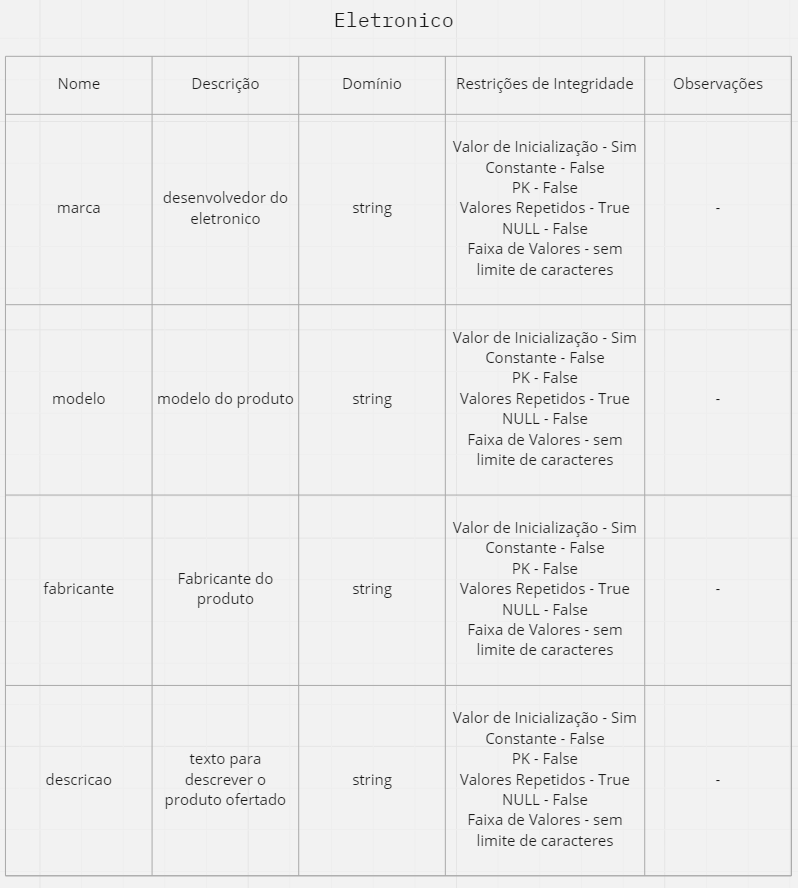 Eletronico
Nome Descrição Domínio Restrições de Integridade Observações
marca
desenvolvedor do
eletronico
string
Valor de Inicialização - Sim
Constante - False
PK - False
Valores Repetidos - True
NULL - False
Faixa de Valores - sem
limite de caracteres
-
modelo
modelo do produto
string
Valor de Inicialização - Sim
Constante - False
PK - False
Valores Repetidos - True
NULL - False
Faixa de Valores - sem
limite de caracteres
-
fabricante
Fabricante do
produto
string
Valor de Inicialização - Sim
Constante - False
PK - False
Valores Repetidos - True
NULL - False
Faixa de Valores - sem
limite de caracteres
-
descricao
texto para
descrever o
produto ofertado
string
Valor de Inicialização - Sim
Constante - False
PK - False
Valores Repetidos - True
NULL - False
Faixa de Valores - sem
limite de caracteres
-